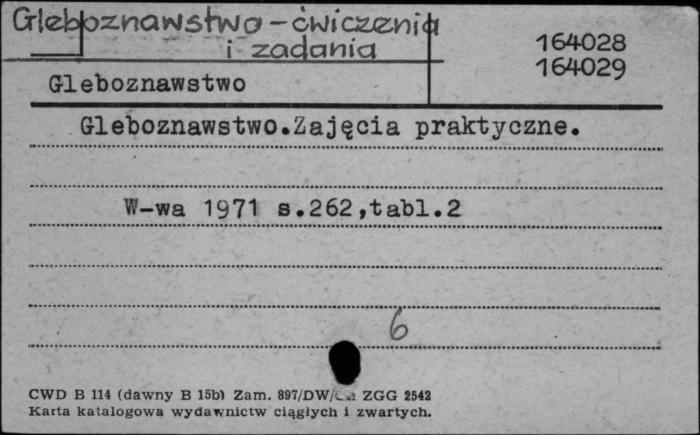 Gleboznawstwo - ćwiczenia
i zadania
164028
164029
Gleboznawstwo
Gleboznawstwo.Zajęcia praktyczne.
W-wa 1971 s.262,tabl.2
6
CWD B 114 (dawny B 15b) Zam. 897/DW/ ZGG 2542
Karta katalogowa wydawnictw ciągłych i zwartych.